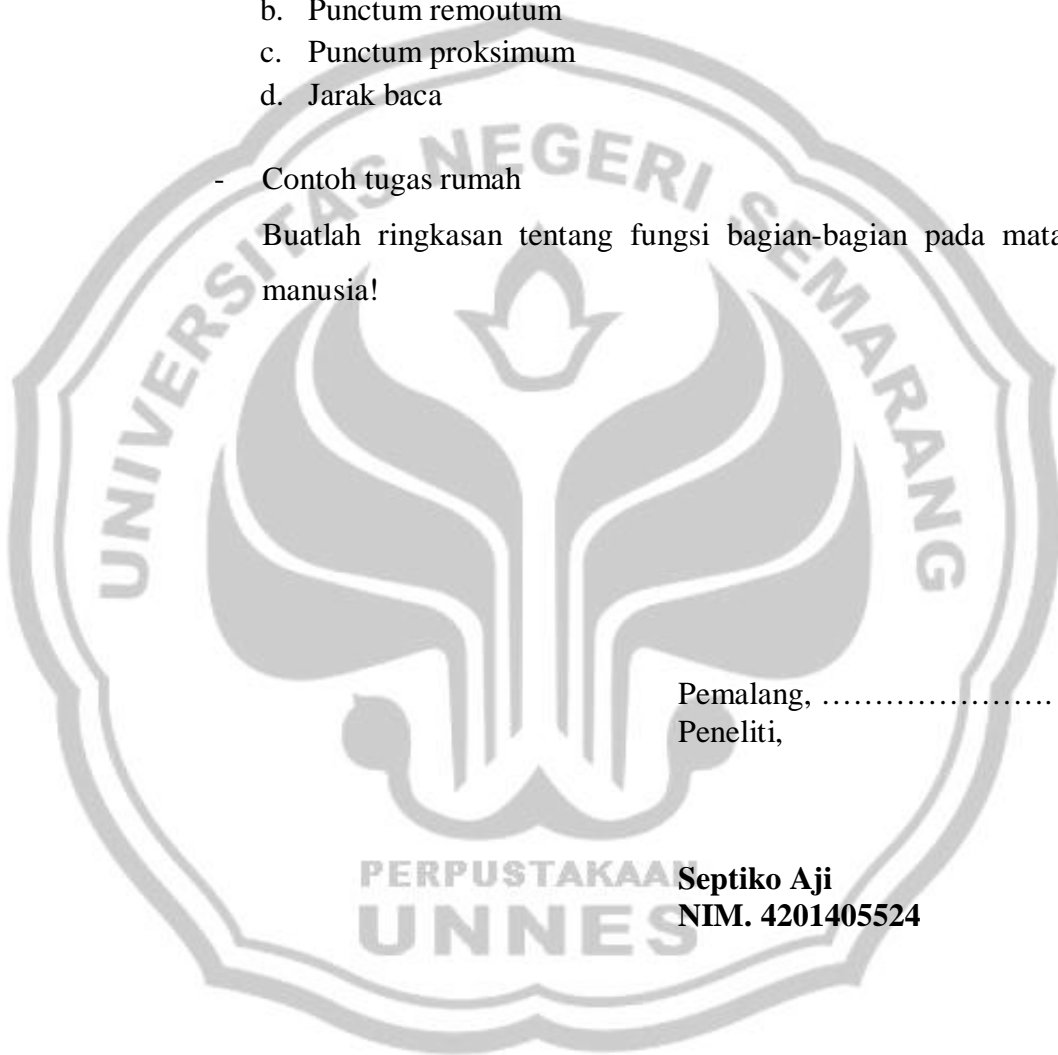 b. Punctum remoutum
c. Punctum proksimum
d. Jarak baca
- Contoh tugas rumah
Buatlah ringkasan tentang fungsi bagian-bagian pada mata
manusia!
UNIVERSITAS NEGERI SEMARANG
Pemalang, ......................
Peneliti,
PERPUSTAKAAN
UNNES
Septiko Aji
NIM. 4201405524